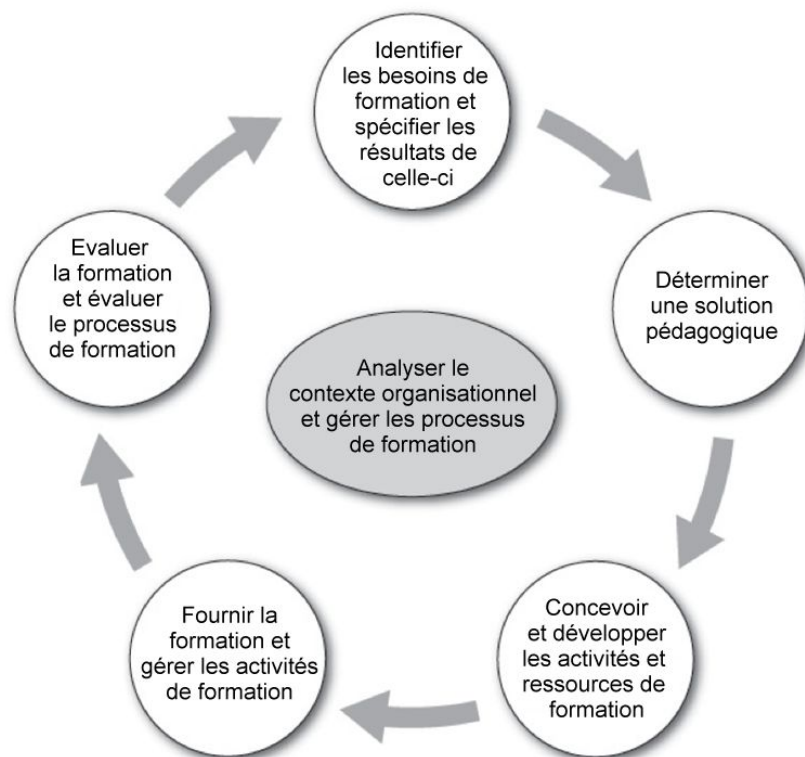 Identifier
les besoins de
formation et
spécifier les
résultats de
celle-ci
Déterminer
une solution
pédagogique
Concevoir
et développer
les activités et
ressources de
formation
Fournir la
formation et
gérer les activités
de formation
Evaluer
la formation
et évaluer
le processus
de formation
Analyser le
contexte organisationnel
et gérer les processus
de formation